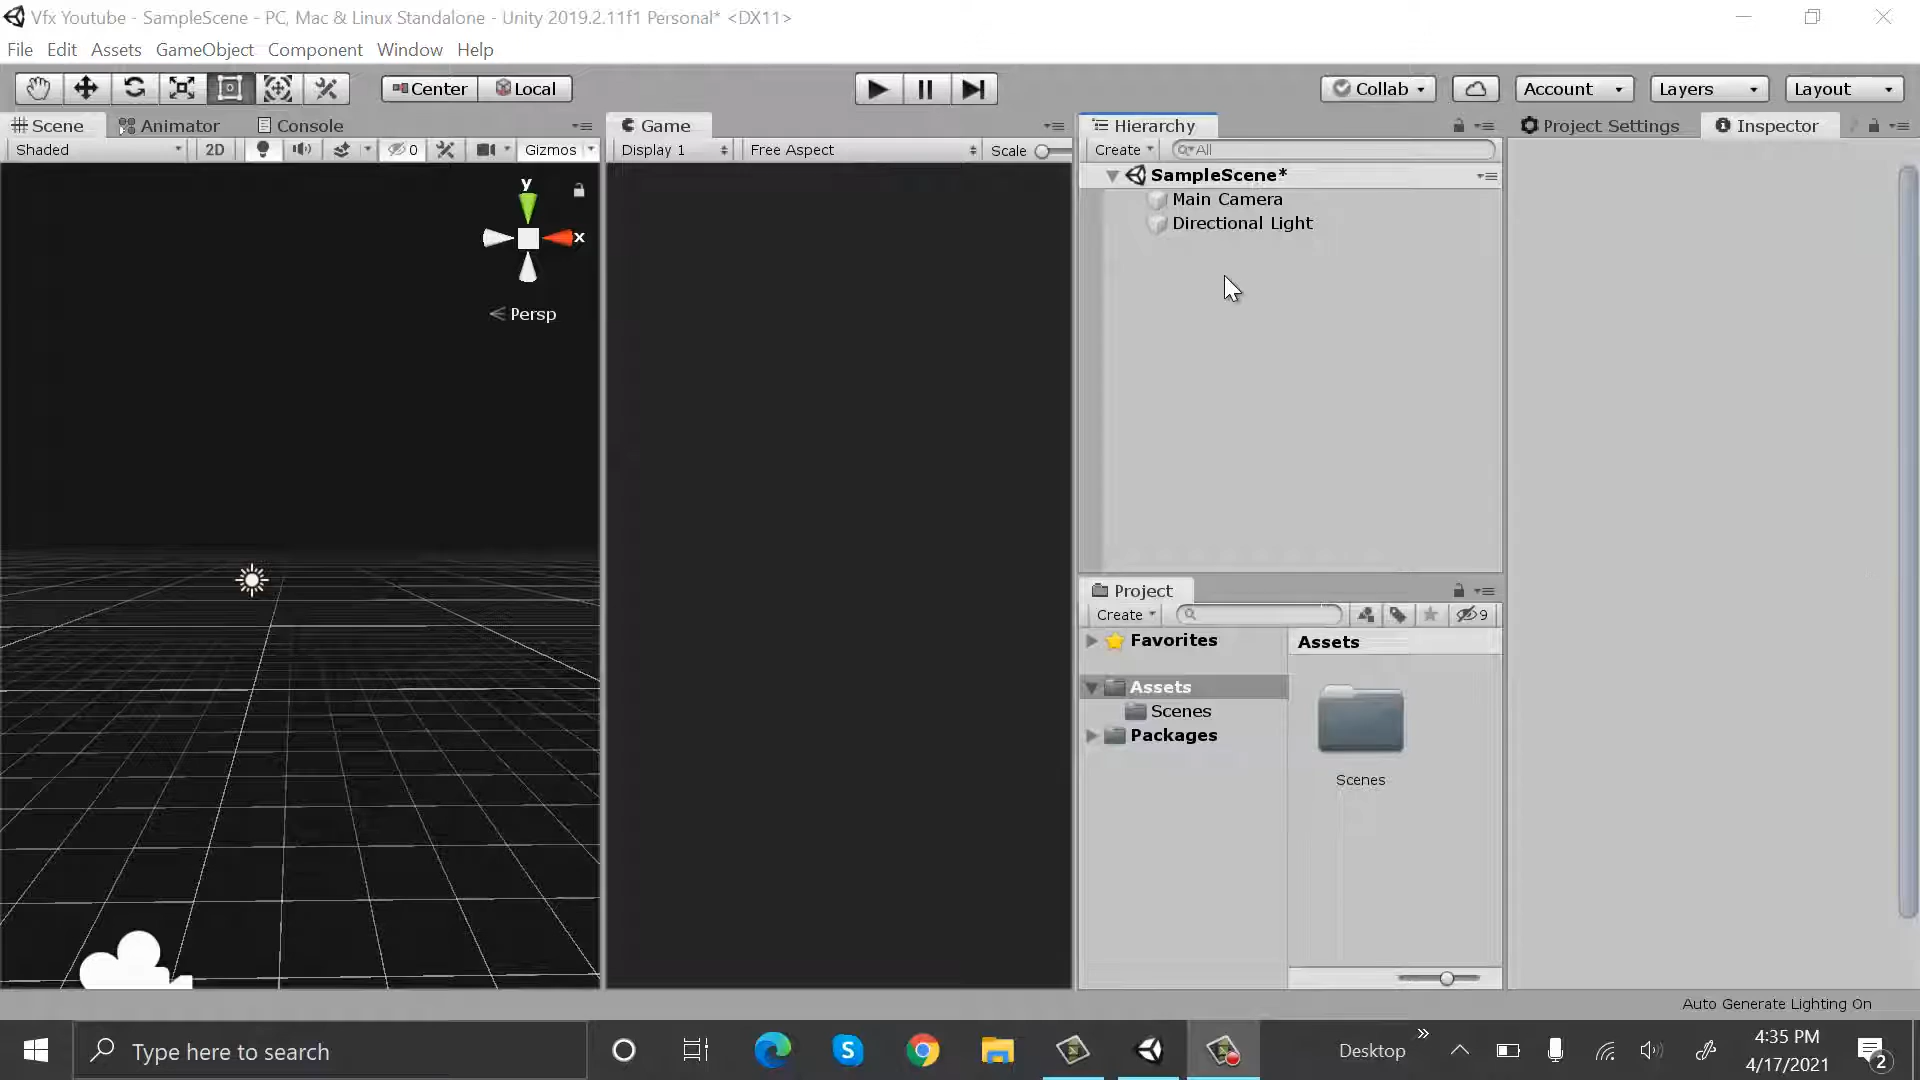 Vfx Youtube - SampleScene - PC, Mac & Linux Standalone - Unity 2019.2.11f1 Personal* <DX11>
File Edit Assets GameObject Component Window Help
Center Local Collab Account Layers Layout
Scene Animator Console Game Hierarchy Project Settings Inspector
Shaded 2D 0 Gizmos Display 1 Free Aspect Scale Create All
SampleScene*
Main Camera
Directional Light
y
x
Persp
Project
Create 9
Favorites
Assets
Assets
Scenes
Packages
Scenes
Auto Generate Lighting On
Type here to search
Desktop
4:35 PM
4/17/2021
2